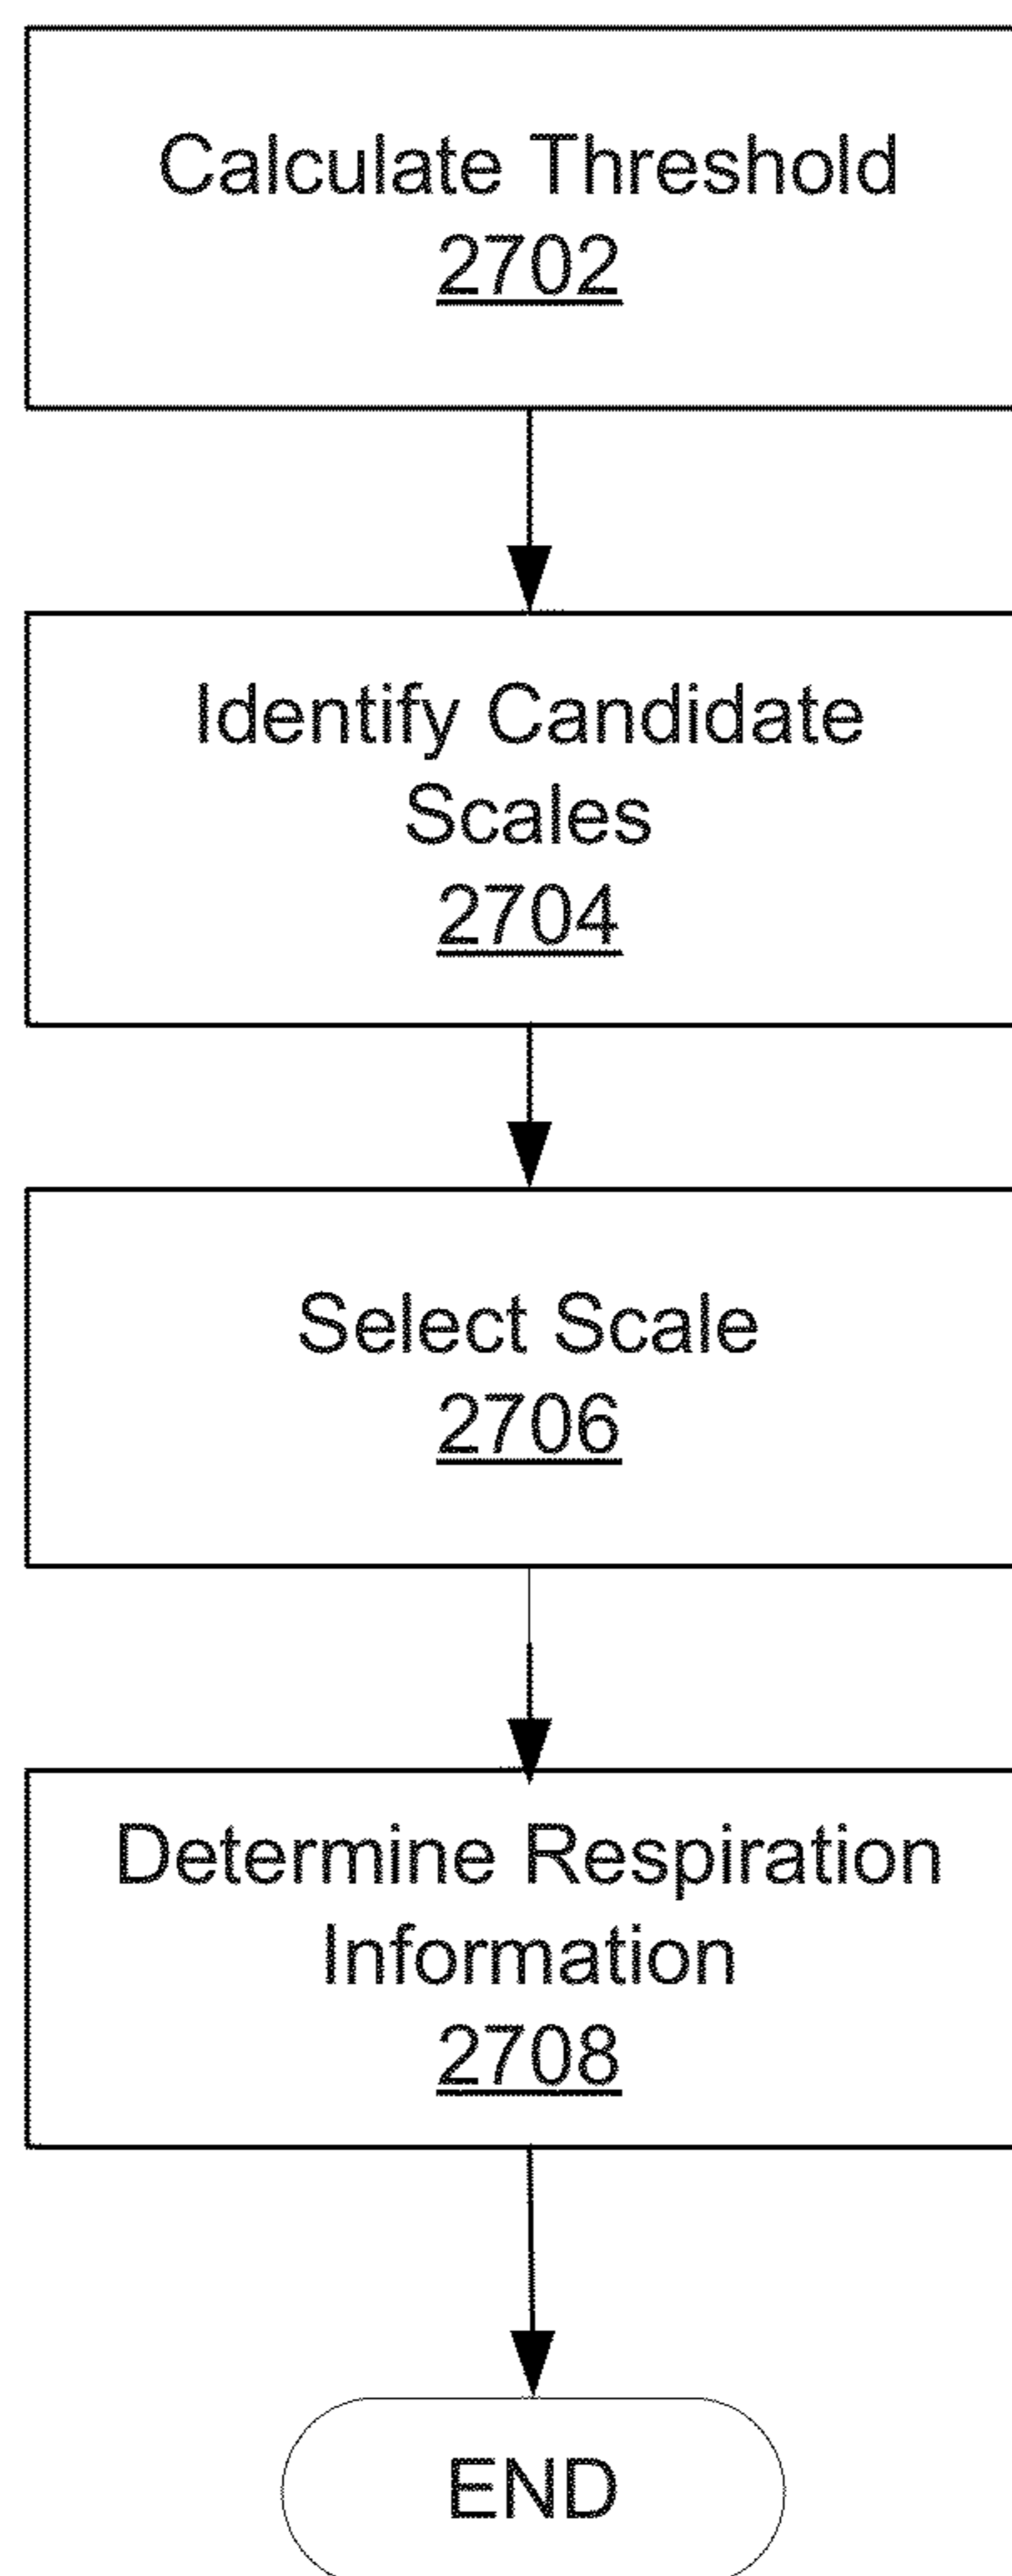 Calculate Threshold
2702
Identify Candidate
Scales
2704
Select Scale
2706
Determine Respiration
Information
2708
END